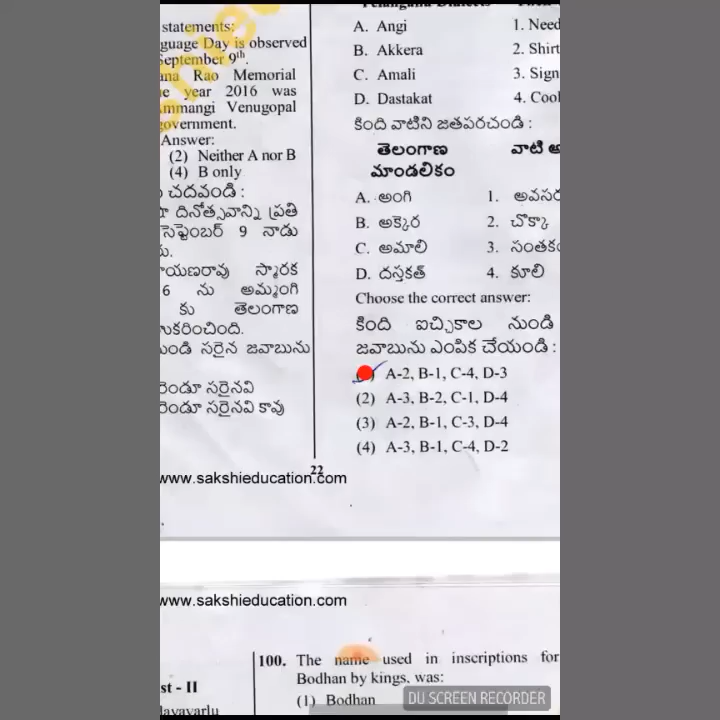 statements:
guage Day is observed
September 9th.
ana Rao Memorial
e year 2016 was
mmangi Venugopal
government.
Answer:
(2) Neither A nor B
(4) B only
చదవండి :
దినోత్సవాన్ని ప్రతి
సెప్టెంబర్ 9 నాడు
యణరావు స్మారక
6 ను అమ్మంగి
కు తెలంగాణ
కరించింది.
ండి సరైన జవాబును
రెండూ సరైనవి
రెండూ సరైనవి కావు
Telangana Dialects
A. Angi 1. Need
B. Akkera 2. Shirt
C. Amali 3. Sign
D. Dastakat 4. Cool
కింది వాటిని జతపరచండి :
తెలంగాణ వాటి అ
మాండలికం
A. అంగి 1. అవసర
B. అక్కెర 2. చొక్కా
C. అమాలి 3. సంతకం
D. దస్తకత్ 4. కూలి
Choose the correct answer:
కింది ఐచ్ఛికాల నుండి
జవాబును ఎంపిక చేయండి :
A-2, B-1, C-4, D-3
(2) A-3, B-2, C-1, D-4
(3) A-2, B-1, C-3, D-4
(4) A-3, B-1, C-4, D-2
22
www.sakshieducation.com
www.sakshieducation.com
st - II
layavarlu
100. The name used in inscriptions for
Bodhan by kings, was:
(1) Bodhan
DU SCREEN RECORDER